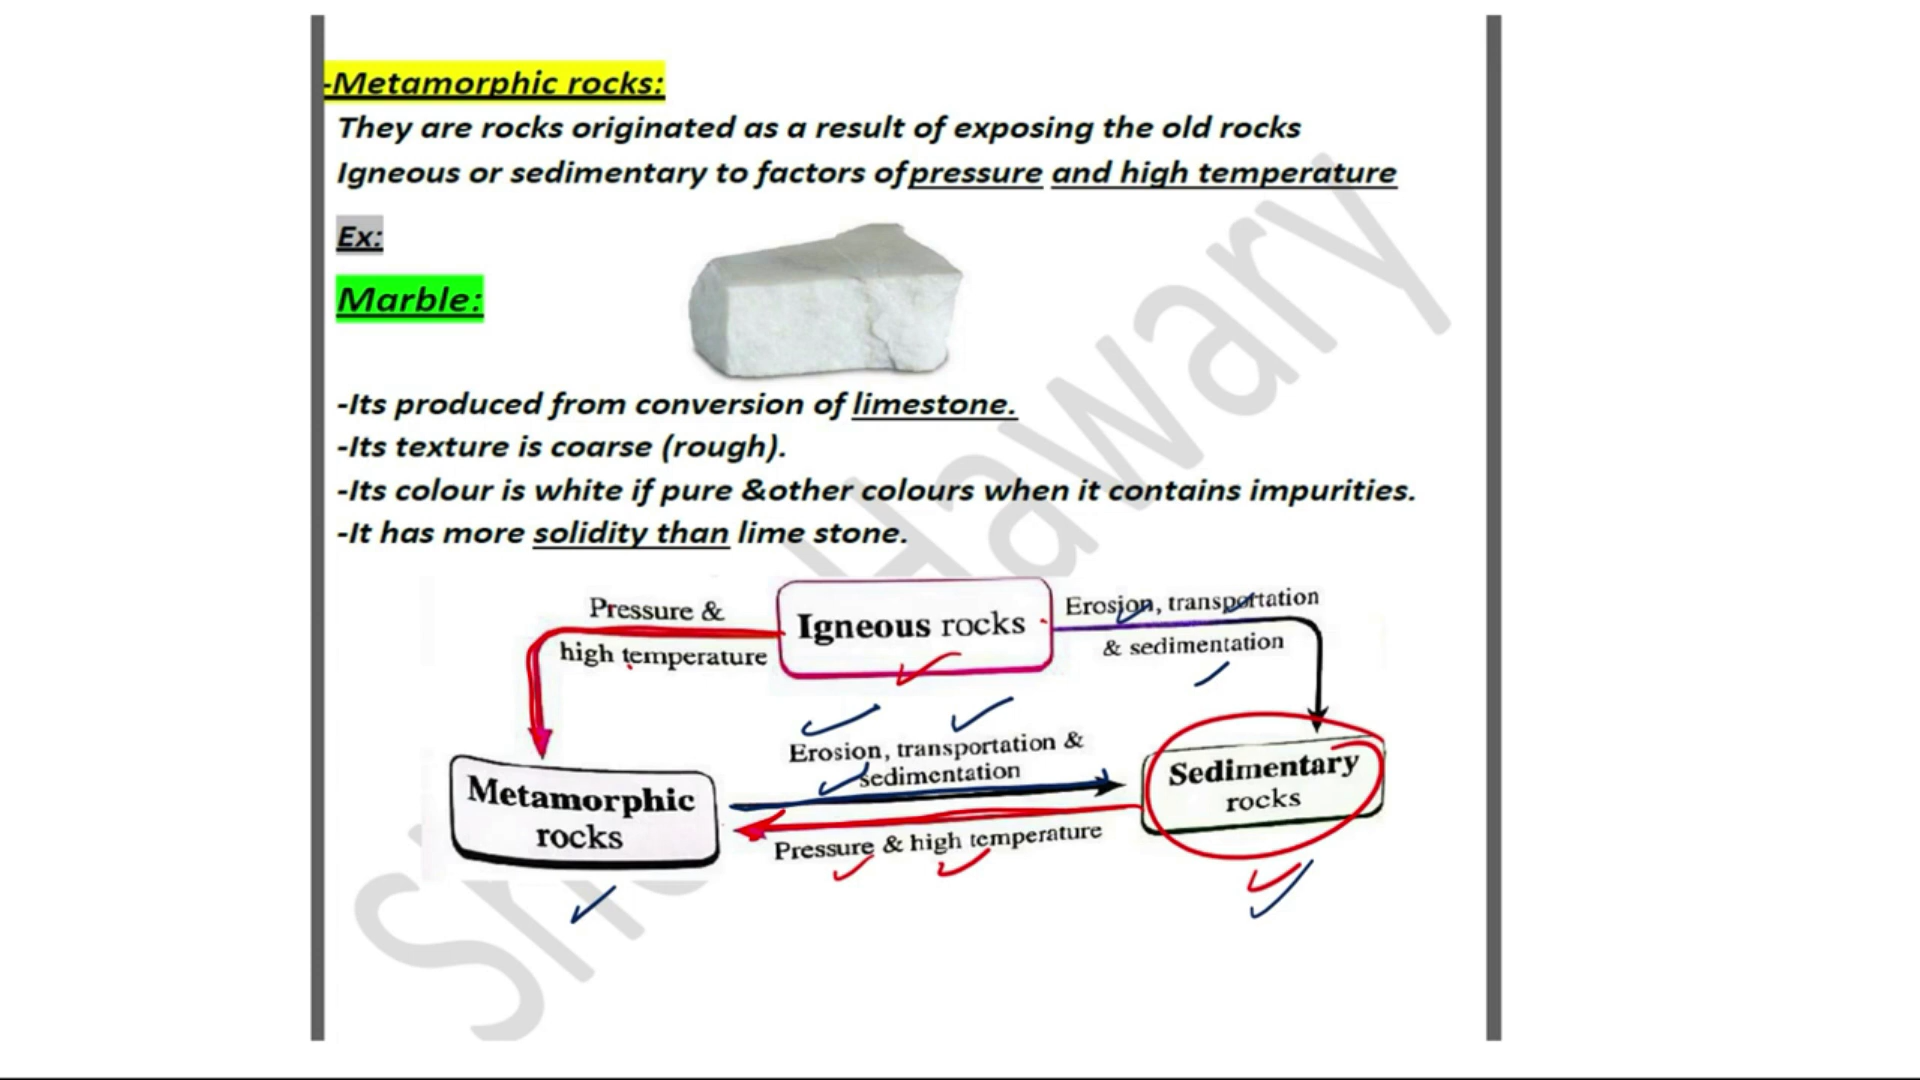 -Metamorphic rocks:
They are rocks originated as a result of exposing the old rocks
Igneous or sedimentary to factors of pressure and high temperature
Ex:
Marble:
-Its produced from conversion of limestone.
-Its texture is coarse (rough).
-Its colour is white if pure &other colours when it contains impurities.
-It has more solidity than lime stone.
Pressure &
high temperature
Igneous rocks
Erosion, transportation
& sedimentation
Erosion, transportation &
sedimentation
Metamorphic
rocks
Sedimentary
rocks
Pressure & high temperature
Hawary